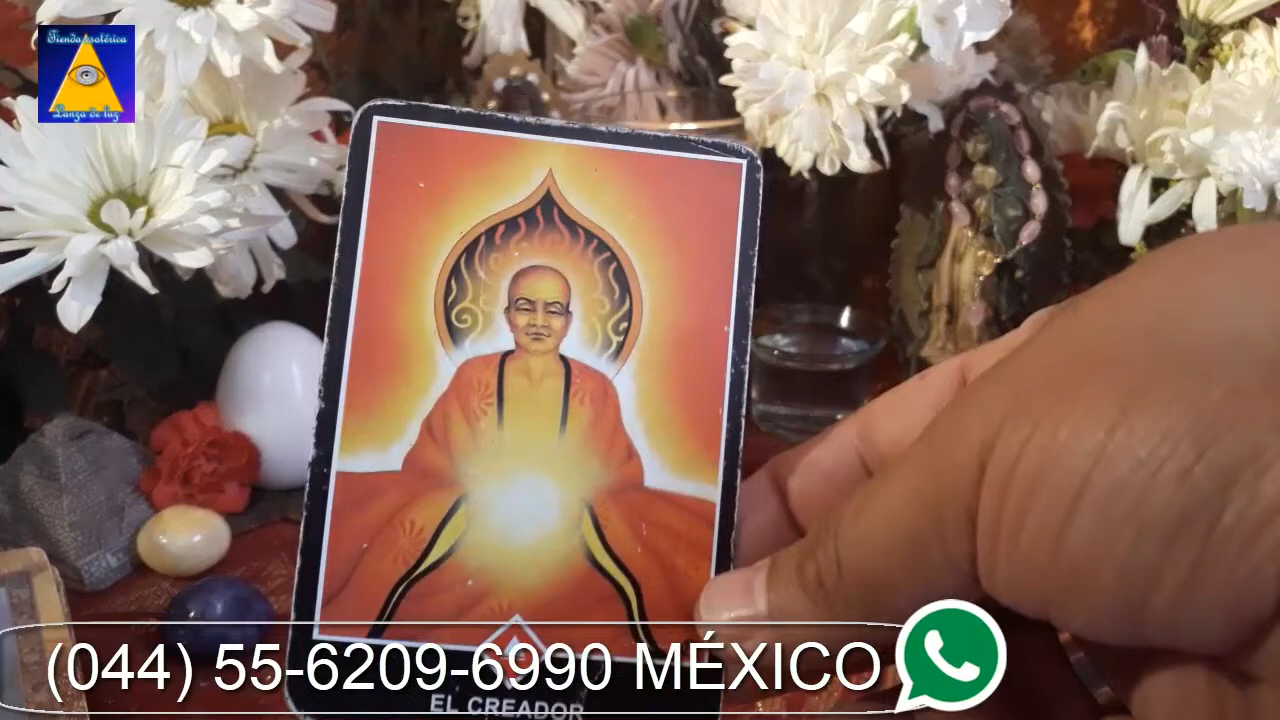 Tienda esotérica
Lanza de luz
(044) 55-6209-6990 MÉXICO
EL CREADOR